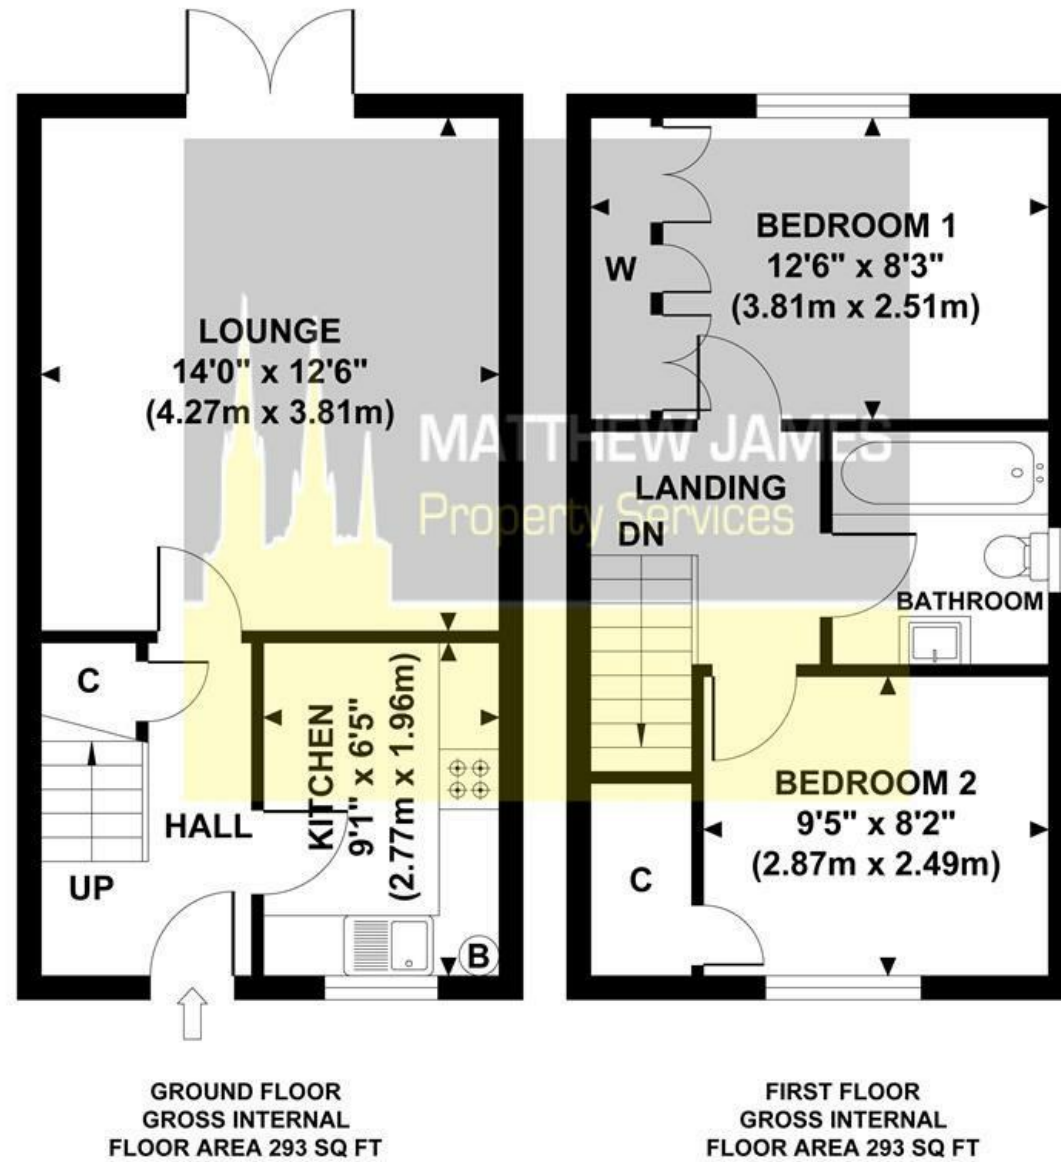 LOUNGE
14'0" x 12'6"
(4.27m x 3.81m)
C
KITCHEN
9'1" x 6'5"
(2.77m x 1.96m)
HALL
UP
B
GROUND FLOOR
GROSS INTERNAL
FLOOR AREA 293 SQ FT
BEDROOM 1
12'6" x 8'3"
(3.81m x 2.51m)
W
MATTHEW JAMES
Property Services
LANDING
DN
BATHROOM
BEDROOM 2
9'5" x 8'2"
(2.87m x 2.49m)
C
FIRST FLOOR
GROSS INTERNAL
FLOOR AREA 293 SQ FT